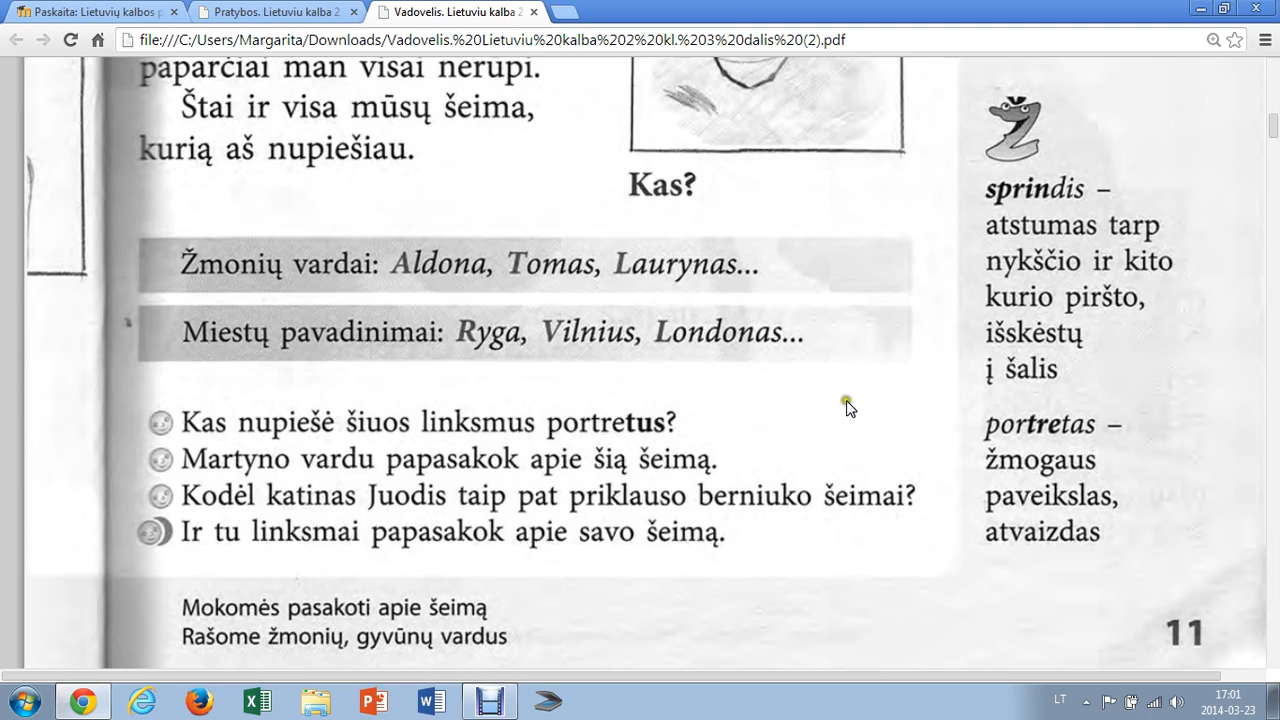 Paskaita: Lietuvių kalbos p
Pratybos. Lietuviu kalba 2
Vadovelis. Lietuviu kalba 2
file:///C:/Users/Margarita/Downloads/Vadovelis.%20Lietuviu%20kalba%202%20kl.%203%20dalis%20(2).pdf
paparčiai man visai nerūpi.
Štai ir visa mūsų šeima,
kurią aš nupiešiau.
Kas?
Žmonių vardai: Aldona, Tomas, Laurynas...
Miestų pavadinimai: Ryga, Vilnius, Londonas...
Kas nupiešė šiuos linksmus portretus?
Martyno vardu papasakok apie šią šeimą.
Kodėl katinas Juodis taip pat priklauso berniuko šeimai?
Ir tu linksmai papasakok apie savo šeimą.
Mokomės pasakoti apie šeimą
Rašome žmonių, gyvūnų vardus
Ž
sprindis –
atstumas tarp
nykščio ir kito
kurio piršto,
išskėstų
į šalis
portretas –
žmogaus
paveikslas,
atvaizdas
11
LT
17:01
2014-03-23